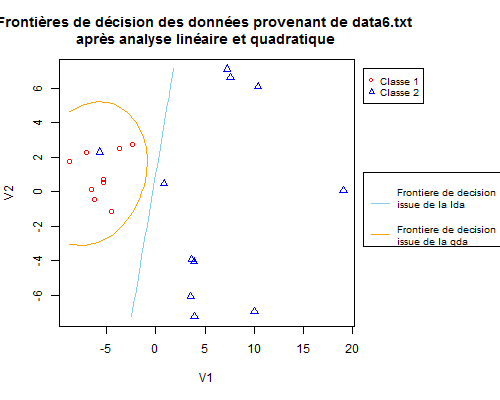 Frontières de décision des données provenant de data6.txt
après analyse linéaire et quadratique
Classe 1
Classe 2
Frontiere de decision
issue de la lda
Frontiere de decision
issue de la qda
V2
6
4
2
0
-2
-4
-6
-5
0
5
10
15
20
V1